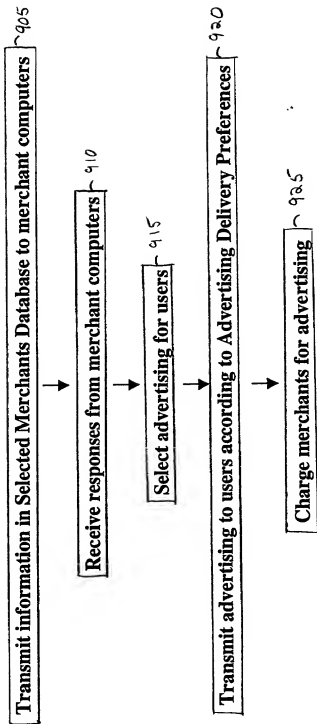 Transmit information in Selected Merchants Database to merchant computers 905
Receive responses from merchant computers 910
Select advertising for users 915
Transmit advertising to users according to Advertising Delivery Preferences 920
Charge merchants for advertising 925